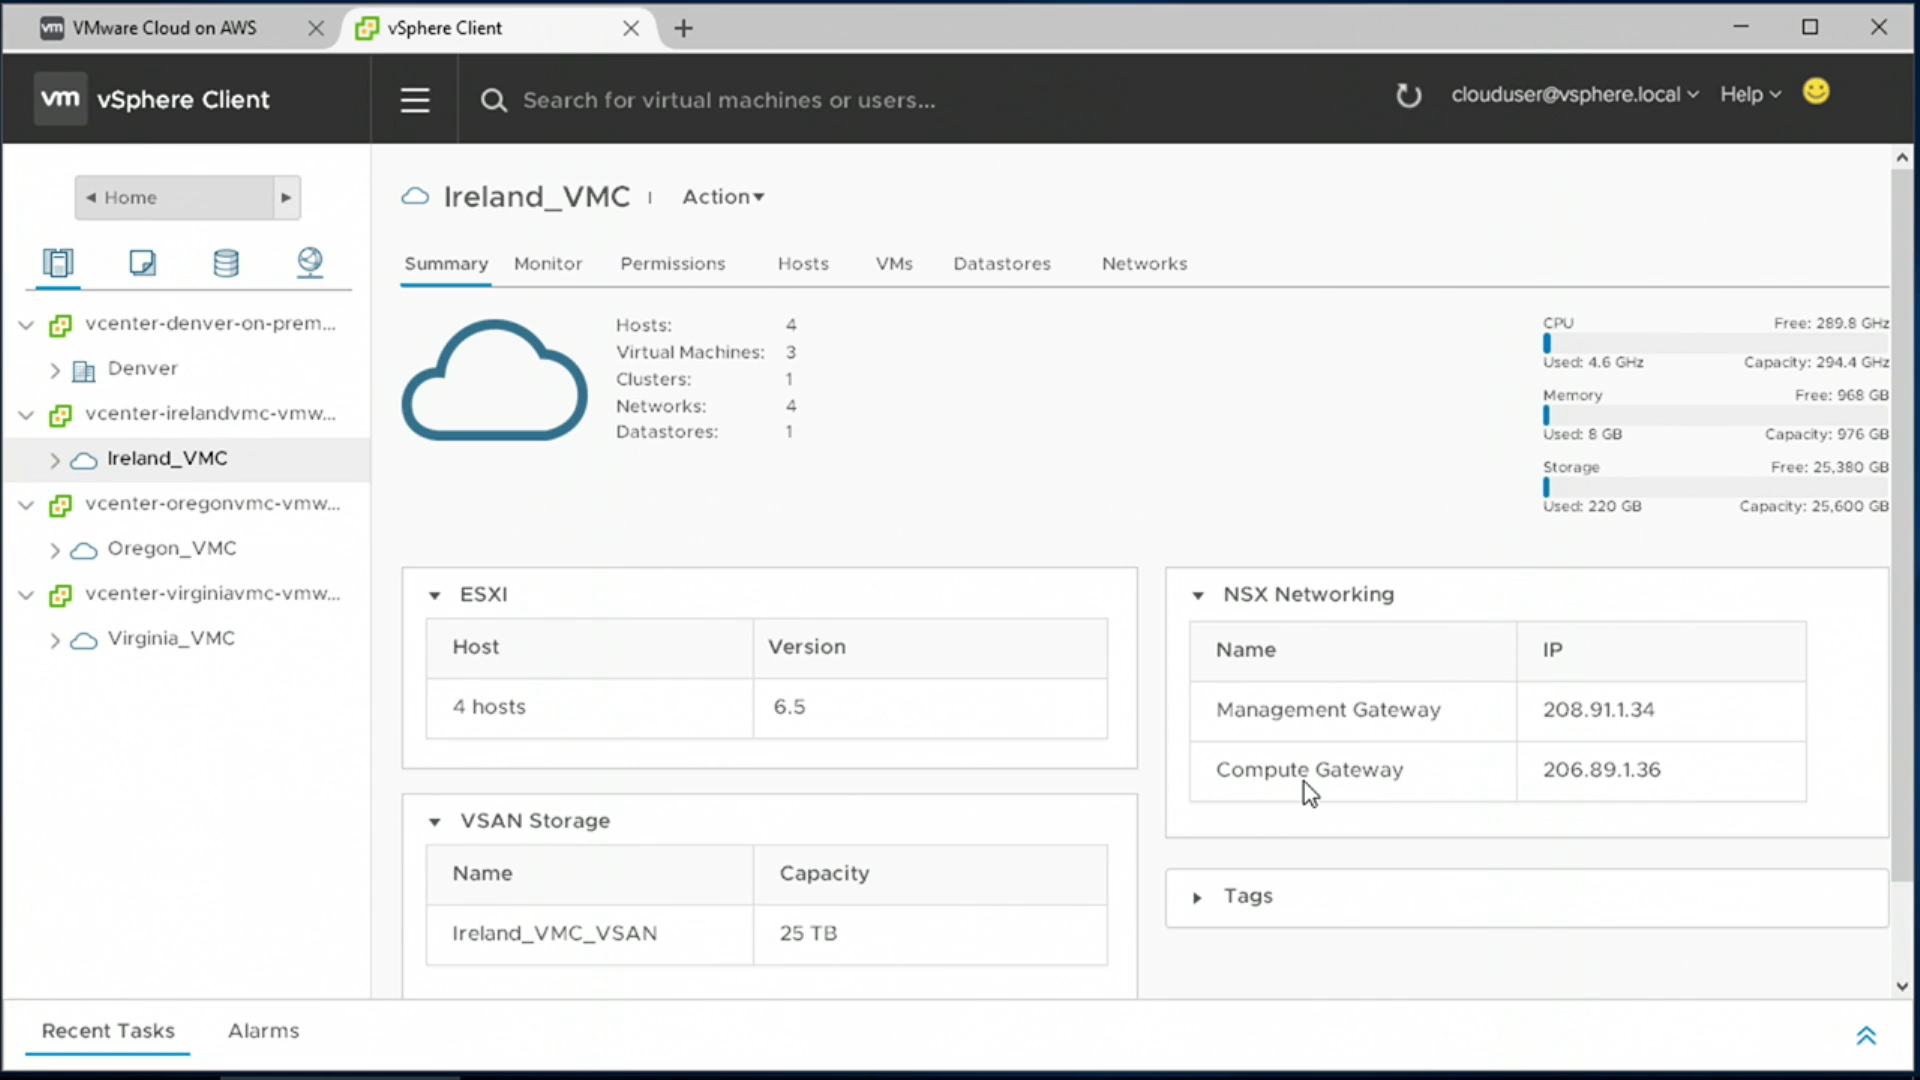 VMware Cloud on AWS
vSphere Client
vm vSphere Client
Search for virtual machines or users...
clouduser@vsphere.local
Help
Home
vcenter-denver-on-prem...
Denver
vcenter-irelandvmc-vmw...
Ireland_VMC
vcenter-oregonvmc-vmw...
Oregon_VMC
vcenter-virginiavmc-vmw...
Virginia_VMC
Ireland_VMC
Action
Summary Monitor Permissions Hosts VMs Datastores Networks
Hosts: 4
Virtual Machines: 3
Clusters: 1
Networks: 4
Datastores: 1
CPU Free: 289.8 GHz
Used: 4.6 GHz Capacity: 294.4 GHz
Memory Free: 968 GB
Used: 8 GB Capacity: 976 GB
Storage Free: 25,380 GB
Used: 220 GB Capacity: 25,600 GB
ESXI
Host Version
4 hosts 6.5
VSAN Storage
Name Capacity
Ireland_VMC_VSAN 25 TB
NSX Networking
Name IP
Management Gateway 208.91.1.34
Compute Gateway 206.89.1.36
Tags
Recent Tasks Alarms